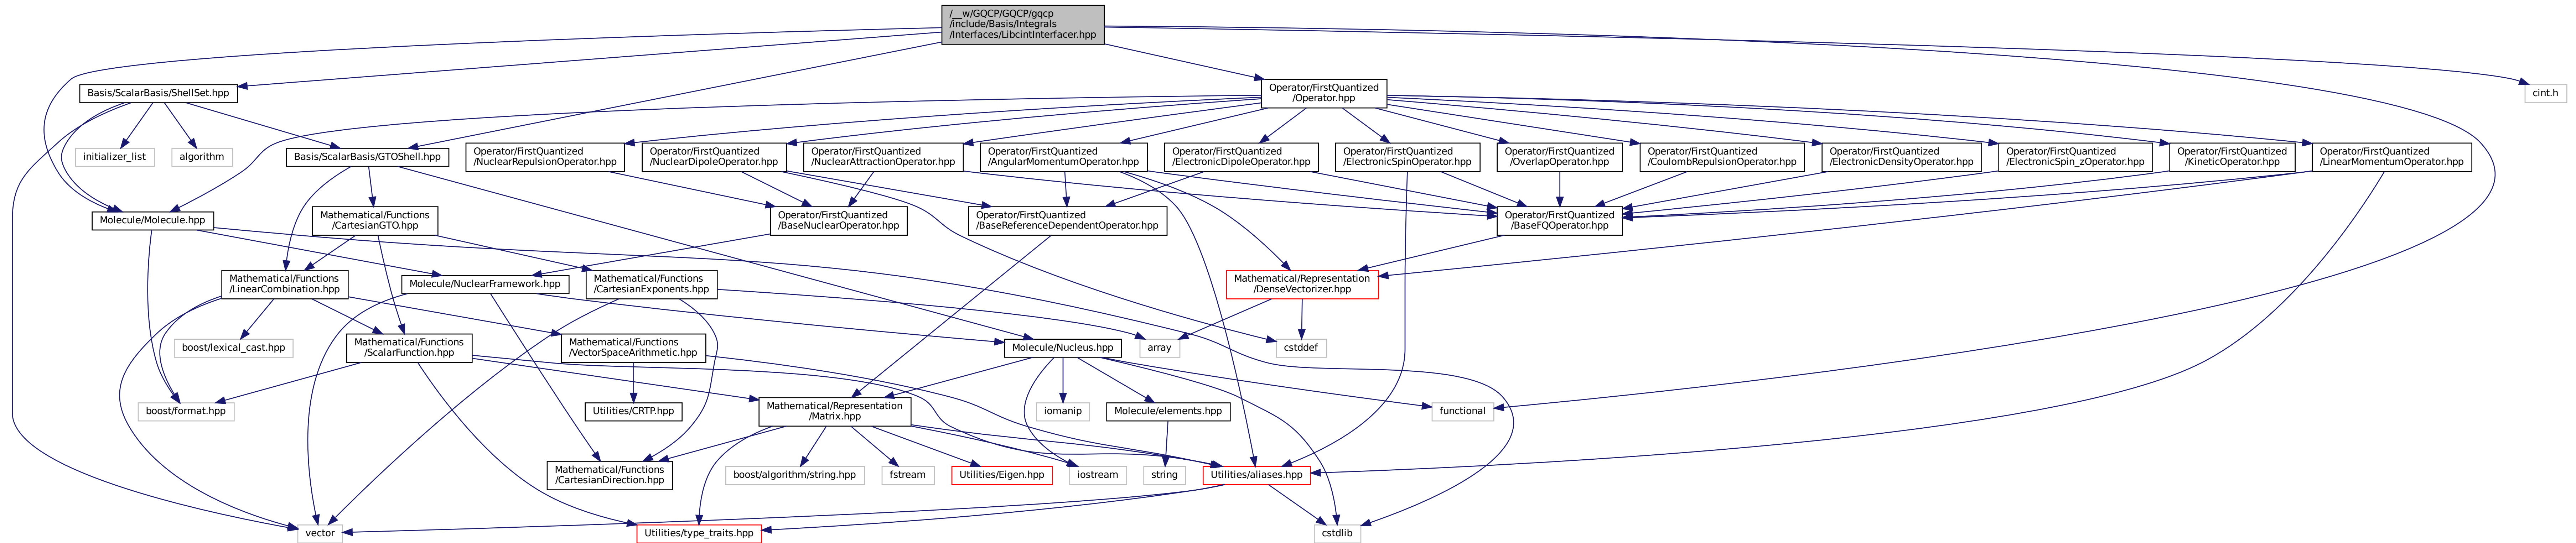 /__w/GQCP/GQCP/gqcp
/include/Basis/Integrals
/Interfaces/LibcintInterfacer.hpp
Basis/ScalarBasis/ShellSet.hpp
Operator/FirstQuantized
/Operator.hpp
cint.h
initializer_list
algorithm
Basis/ScalarBasis/GTOShell.hpp
Operator/FirstQuantized
/NuclearRepulsionOperator.hpp
Operator/FirstQuantized
/NuclearDipoleOperator.hpp
Operator/FirstQuantized
/NuclearAttractionOperator.hpp
Operator/FirstQuantized
/AngularMomentumOperator.hpp
Operator/FirstQuantized
/ElectronicDipoleOperator.hpp
Operator/FirstQuantized
/ElectronicSpinOperator.hpp
Operator/FirstQuantized
/OverlapOperator.hpp
Operator/FirstQuantized
/CoulombRepulsionOperator.hpp
Operator/FirstQuantized
/ElectronicDensityOperator.hpp
Operator/FirstQuantized
/ElectronicSpin_zOperator.hpp
Operator/FirstQuantized
/KineticOperator.hpp
Operator/FirstQuantized
/LinearMomentumOperator.hpp
Molecule/Molecule.hpp
Mathematical/Functions
/CartesianGTO.hpp
Operator/FirstQuantized
/BaseNuclearOperator.hpp
Operator/FirstQuantized
/BaseReferenceDependentOperator.hpp
Operator/FirstQuantized
/BaseFQOperator.hpp
Mathematical/Functions
/LinearCombination.hpp
Molecule/NuclearFramework.hpp
Mathematical/Functions
/CartesianExponents.hpp
Mathematical/Representation
/DenseVectorizer.hpp
boost/lexical_cast.hpp
Mathematical/Functions
/ScalarFunction.hpp
Mathematical/Functions
/VectorSpaceArithmetic.hpp
Molecule/Nucleus.hpp
array
cstddef
boost/format.hpp
Utilities/CRTP.hpp
Mathematical/Representation
/Matrix.hpp
iomanip
Molecule/elements.hpp
functional
Mathematical/Functions
/CartesianDirection.hpp
boost/algorithm/string.hpp
fstream
Utilities/Eigen.hpp
iostream
string
Utilities/aliases.hpp
vector
Utilities/type_traits.hpp
cstdlib